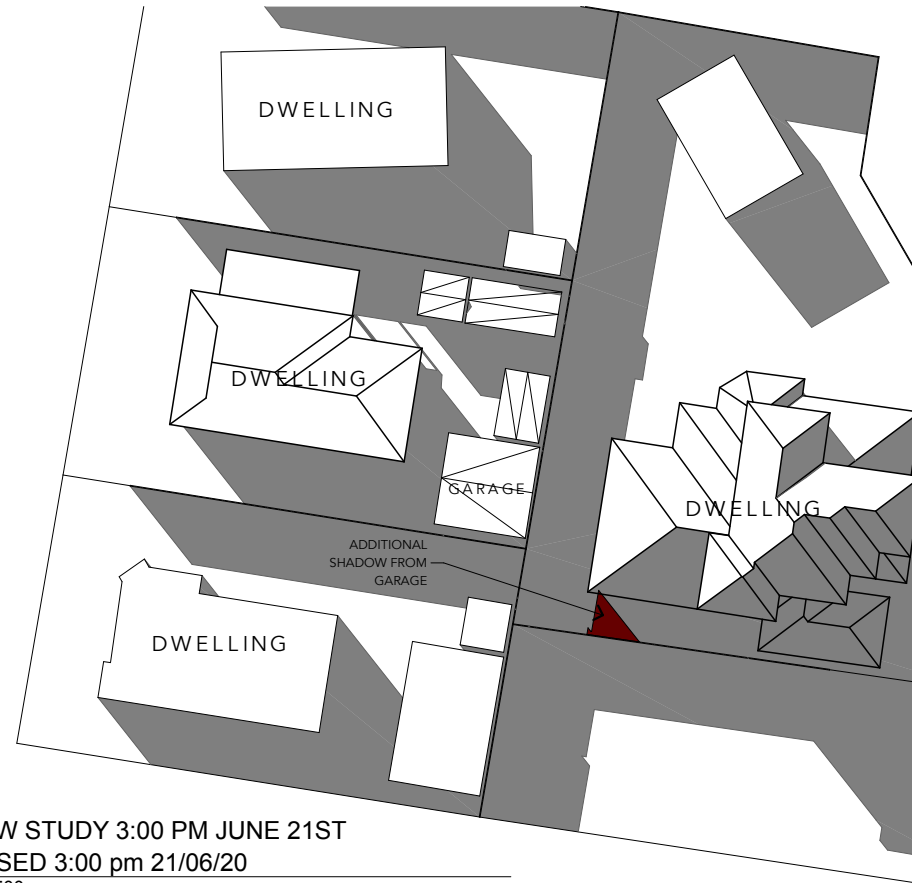 DWELLING
DWELLING
GARAGE
DWELLING
ADDITIONAL
SHADOW FROM
GARAGE
DWELLING
W STUDY 3:00 PM JUNE 21ST
SED 3:00 pm 21/06/20